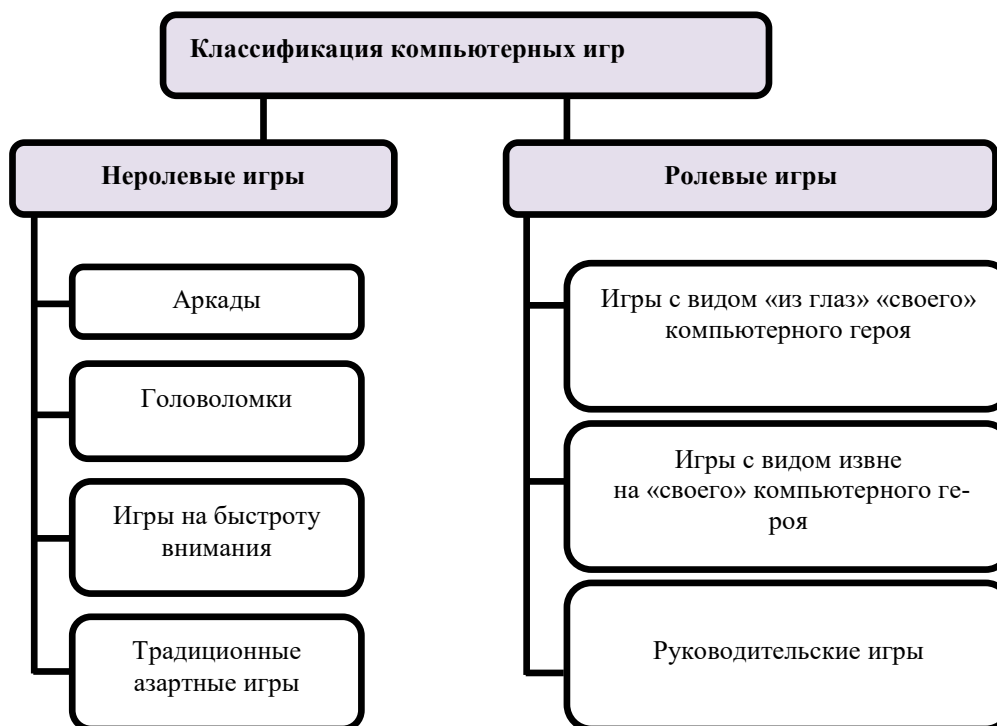 Классификация компьютерных игр
Неролевые игры
Аркады
Головоломки
Игры на быстроту
внимания
Традиционные
азартные игры
Ролевые игры
Игры с видом «из глаз» «своего»
компьютерного героя
Игры с видом извне
на «своего» компьютерного ге-
роя
Руководительские игры